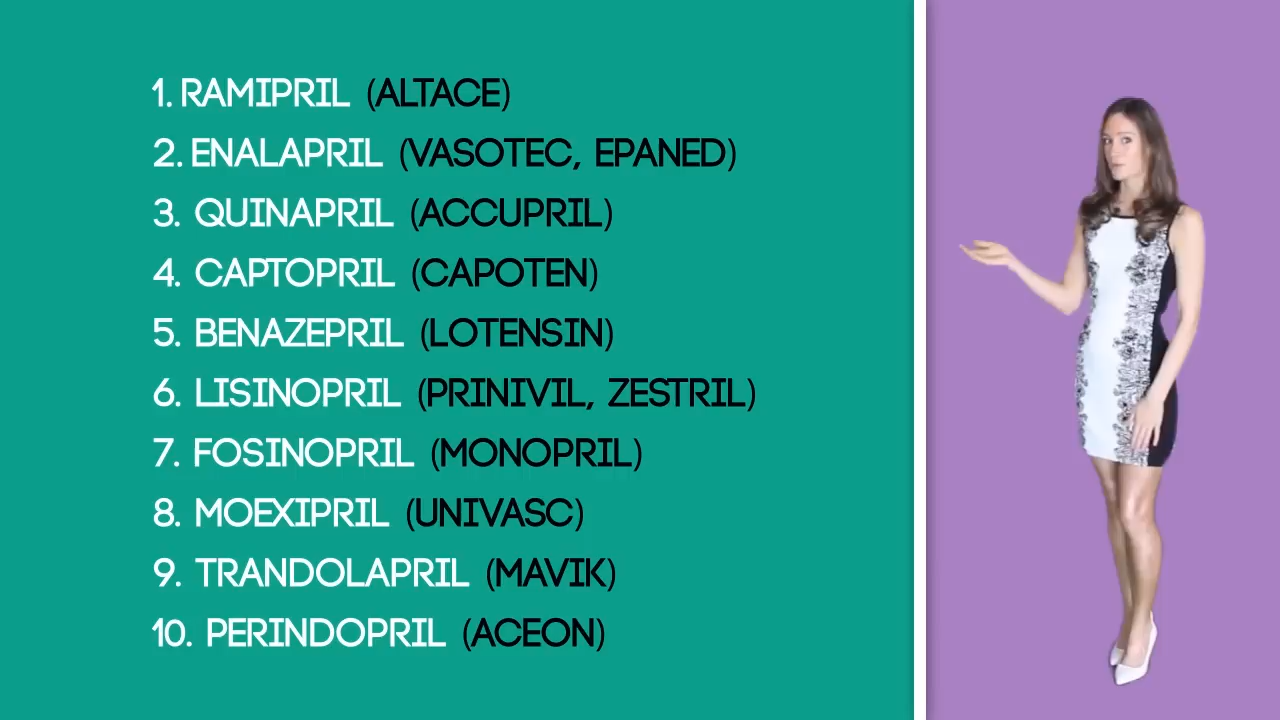 1. RAMIPRIL (ALTACE)
2. ENALAPRIL (VASOTEC, EPANED)
3. QUINAPRIL (ACCUPRIL)
4. CAPTOPRIL (CAPOTEN)
5. BENAZEPRIL (LOTENSIN)
6. LISINOPRIL (PRINIVIL, ZESTRIL)
7. FOSINOPRIL (MONOPRIL)
8. MOEXIPRIL (UNIVASC)
9. TRANDOLAPRIL (MAVIK)
10. PERINDOPRIL (ACEON)